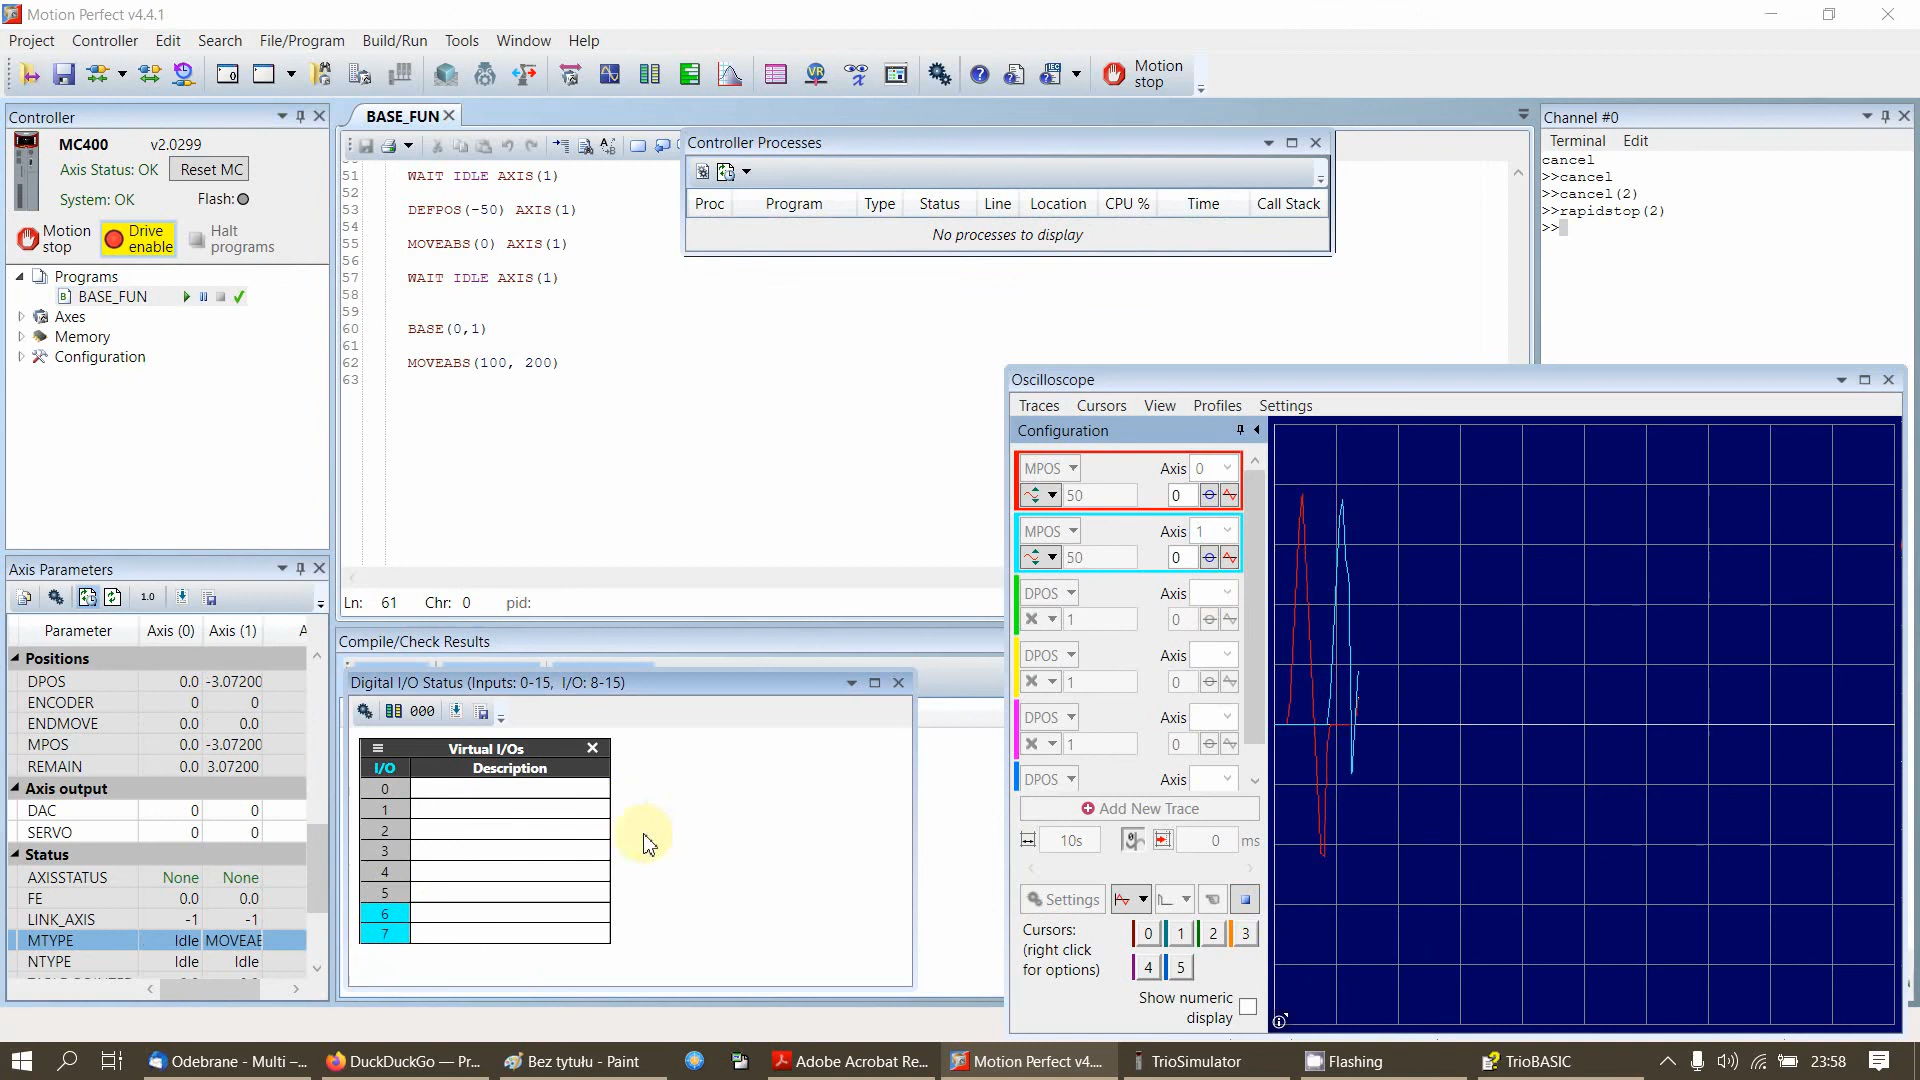 Motion Perfect v4.4.1
Project Controller Edit Search File/Program Build/Run Tools Window Help
Motion stop
Controller
MC400 v2.0299
Axis Status: OK Reset MC
System: OK Flash:
Motion stop Drive enable Halt programs
Programs
BASE_FUN
Axes
Memory
Configuration
Axis Parameters
1.0
Parameter Axis (0) Axis (1) A
Positions
DPOS 0.0 -3.07200
ENCODER 0 0
ENDMOVE 0.0 0.0
MPOS 0.0 -3.07200
REMAIN 0.0 3.07200
Axis output
DAC 0 0
SERVO 0 0
Status
AXISSTATUS None None
FE 0.0 0.0
LINK_AXIS -1 -1
MTYPE Idle MOVEAB
NTYPE Idle Idle
BASE_FUN
51 WAIT IDLE AXIS(1)
52
53 DEFPOS(-50) AXIS(1)
54
55 MOVEABS(0) AXIS(1)
56
57 WAIT IDLE AXIS(1)
58
59
60 BASE(0,1)
61
62 MOVEABS(100, 200)
63
Ln: 61 Chr: 0 pid:
Controller Processes
Proc Program Type Status Line Location CPU % Time Call Stack
No processes to display
Channel #0
Terminal Edit
cancel
>>cancel
>>cancel(2)
>>rapidstop(2)
>>
Compile/Check Results
Digital I/O Status (Inputs: 0-15, I/O: 8-15)
000
Virtual I/Os
I/O Description
0
1
2
3
4
5
6
7
Oscilloscope
Traces Cursors View Profiles Settings
Configuration
MPOS Axis 0
50 0
MPOS Axis 1
50 0
DPOS Axis
1 0
DPOS Axis
1 0
DPOS Axis
1 0
DPOS Axis
Add New Trace
10s 0 ms
Settings
Cursors: (right click for options)
0 1 2 3
4 5
Show numeric display
Odebrane - Multi –... DuckDuckGo — Pr... Bez tytułu - Paint Adobe Acrobat Re... Motion Perfect v4.... TrioSimulator Flashing TrioBASIC 23:58